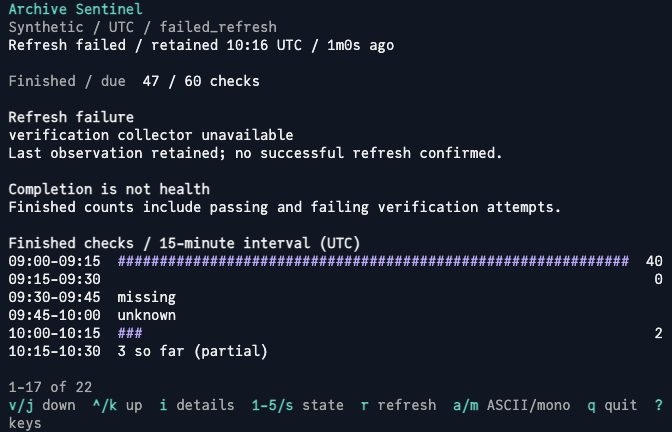 Archive Sentinel
Synthetic / UTC / failed_refresh
Refresh failed / retained 10:16 UTC / 1m0s ago
Finished / due  47 / 60 checks
Refresh failure
verification collector unavailable
Last observation retained; no successful refresh confirmed.
Completion is not health
Finished counts include passing and failing verification attempts.
Finished checks / 15-minute interval (UTC)
09:00-09:15  #############################################################  40
09:15-09:30  0
09:30-09:45  missing
09:45-10:00  unknown
10:00-10:15  ###  2
10:15-10:30  3 so far (partial)
1-17 of 22
v/j down  ^/k up  i details  1-5/s state  r refresh  a/m ASCII/mono  q quit  ?
keys